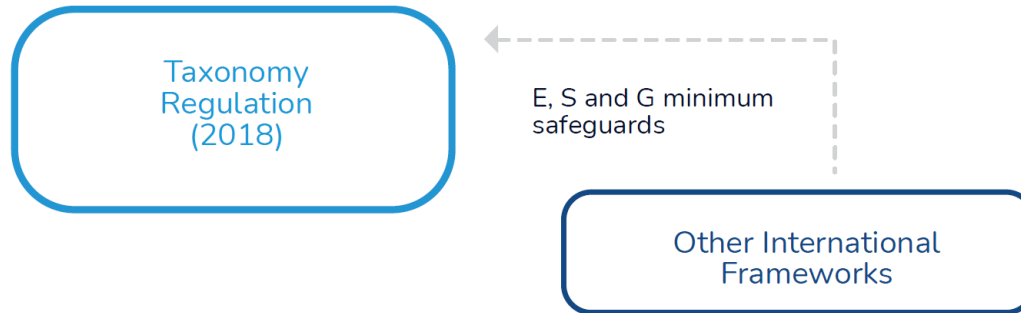 Taxonomy
Regulation
(2018)
E, S and G minimum
safeguards
Other International
Frameworks